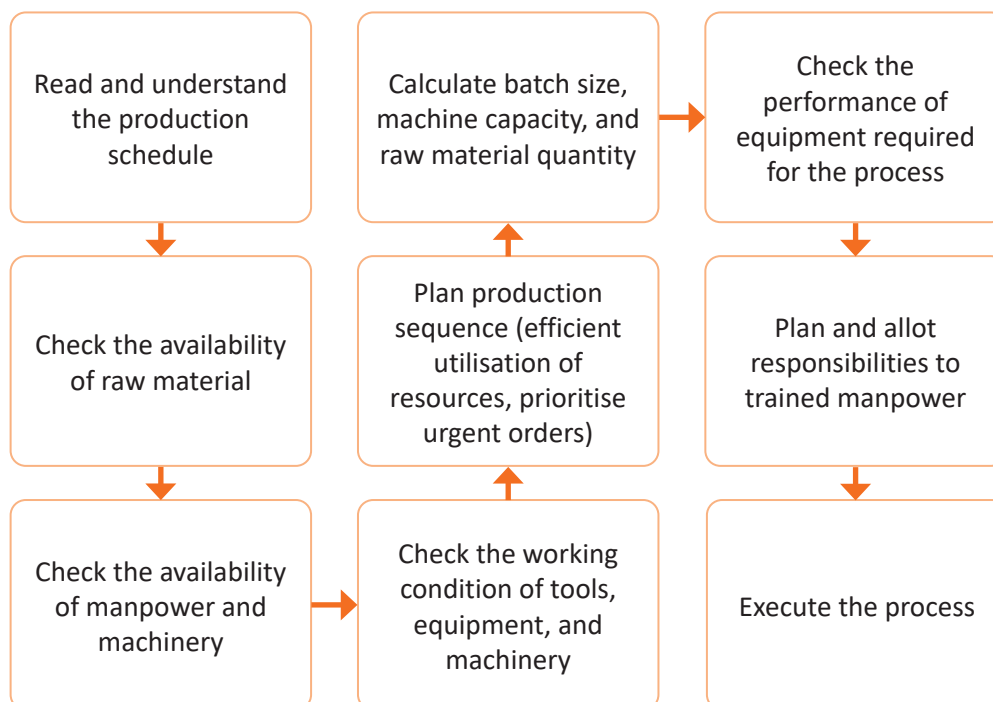 Read and understand
the production
schedule
Check the availability
of raw material
Check the availability
of manpower and
machinery
Check the working
condition of tools,
equipment, and
machinery
Plan production
sequence (efficient
utilisation of
resources, prioritise
urgent orders)
Calculate batch size,
machine capacity, and
raw material quantity
Check the
performance of
equipment required
for the process
Plan and allot
responsibilities to
trained manpower
Execute the process